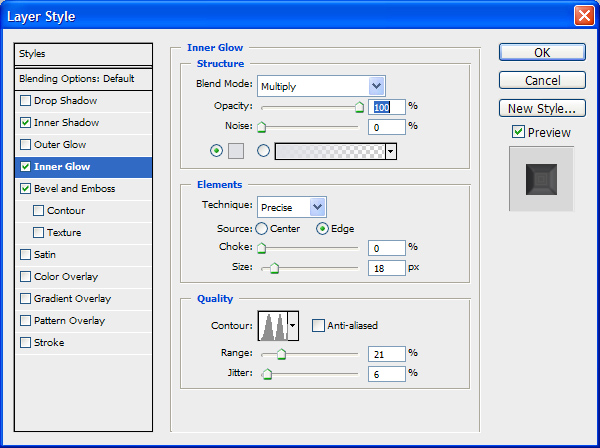 Layer Style
Styles
Blending Options: Default
Drop Shadow
Inner Shadow
Outer Glow
Inner Glow
Bevel and Emboss
Contour
Texture
Satin
Color Overlay
Gradient Overlay
Pattern Overlay
Stroke
Inner Glow
Structure
Blend Mode: Multiply
Opacity: 100 %
Noise: 0 %
Elements
Technique: Precise
Source: Center Edge
Choke: 0 %
Size: 18 px
Quality
Contour: Anti-aliased
Range: 21 %
Jitter: 6 %
OK
Cancel
New Style...
Preview